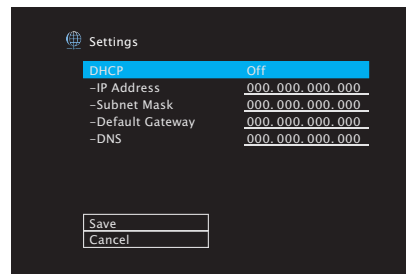 Settings
DHCP Off
-IP Address 000.000.000.000
-Subnet Mask 000.000.000.000
-Default Gateway 000.000.000.000
-DNS 000.000.000.000
Save
Cancel